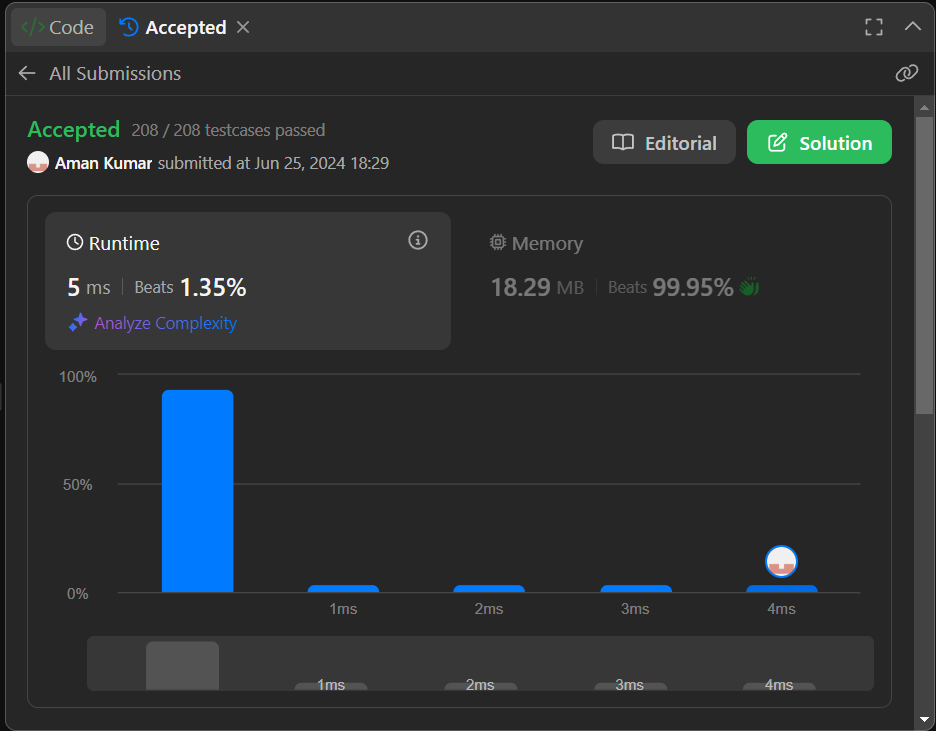 </> Code Accepted
All Submissions
Accepted 208 / 208 testcases passed
Aman Kumar submitted at Jun 25, 2024 18:29
Editorial
Solution
Runtime
5 ms Beats 1.35%
Analyze Complexity
Memory
18.29 MB Beats 99.95%
100%
50%
0%
1ms 2ms 3ms 4ms
1ms 2ms 3ms 4ms